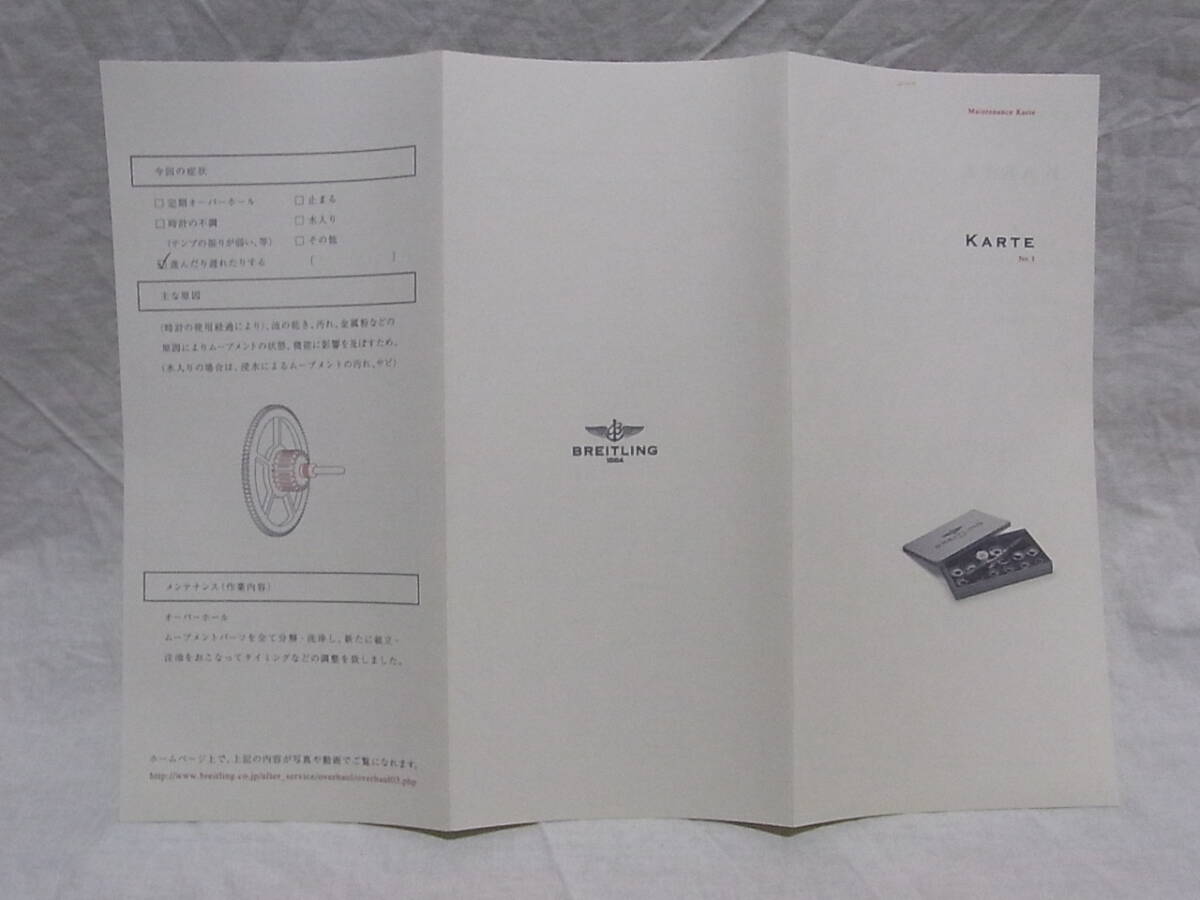 今回の症状
□ 定期オーバーホール
□ 時計の不調
(テンプの振りが弱い、等)
☑ 進んだり遅れたりする
□ 止まる
□ 水入り
□ その他
[ ]
主な原因
(時計の使用経過により)、油の乾き、汚れ、金属粉などの
原因によりムーブメントの状態、機能に影響を及ぼすため。
(水入りの場合は、浸水によるムーブメントの汚れ、サビ)
メンテナンス(作業内容)
オーバーホール
ムーブメントパーツを全て分解・洗浄し、新たに組立・
注油をおこなってタイミングなどの調整を致しました。
ホームページ上で、上記の内容が写真や動画でご覧になれます。
http://www.breitling.co.jp/after_service/overhaul/overhaul03.php
BREITLING
1884
Maintenance Karte
KARTE
No.1
BREITLING